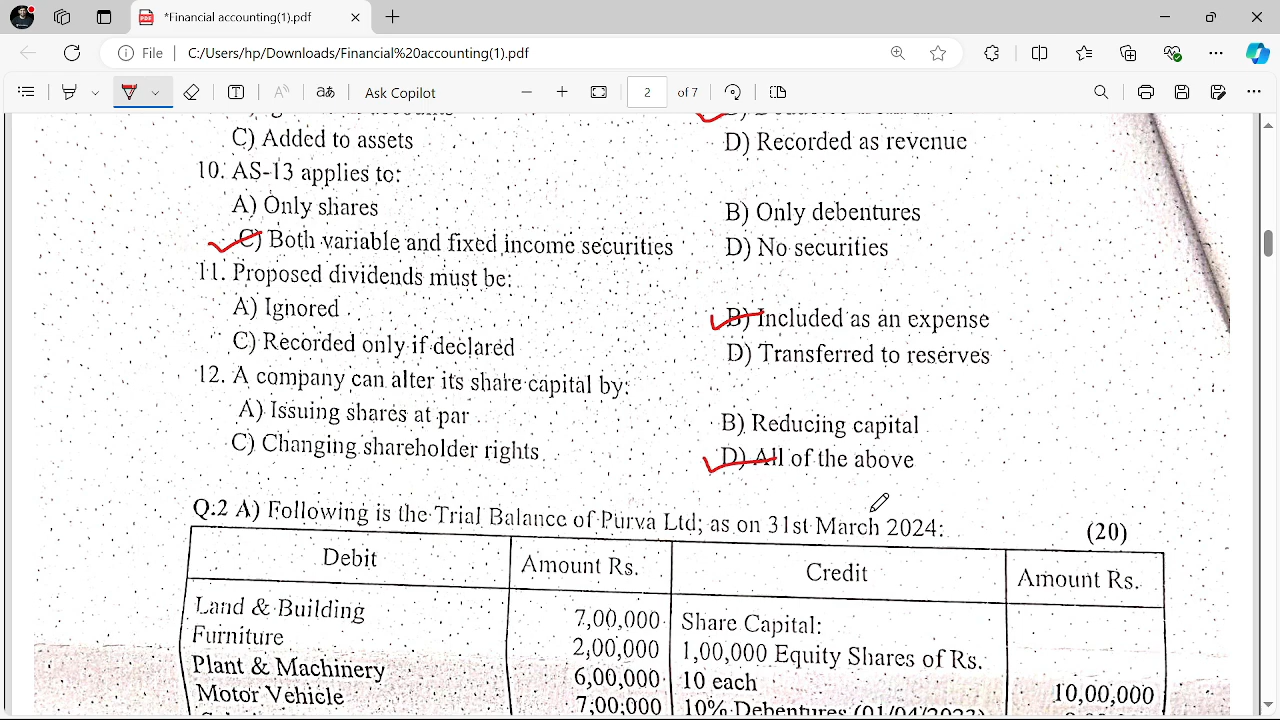 *Financial accounting(1).pdf
File | C:/Users/hp/Downloads/Financial%20accounting(1).pdf
Ask Copilot
2 of 7
C) Added to assets D) Recorded as revenue
10. AS-13 applies to:
A) Only shares B) Only debentures
C) Both variable and fixed income securities D) No securities
11. Proposed dividends must be:
A) Ignored B) Included as an expense
C) Recorded only if declared D) Transferred to reserves
12. A company can alter its share capital by:
A) Issuing shares at par B) Reducing capital
C) Changing shareholder rights D) All of the above
Q:2 A) Following is the Trial Balance of Purva Ltd; as on 31st March 2024: (20)
Debit Amount Rs. Credit Amount Rs.
Land & Building 7,00,000 Share Capital:
Furniture 2,00,000 1,00,000 Equity Shares of Rs.
Plant & Machinery 6,00,000 10 each 10,00,000
Motor Vehicle 7,00,000 10% Debentures